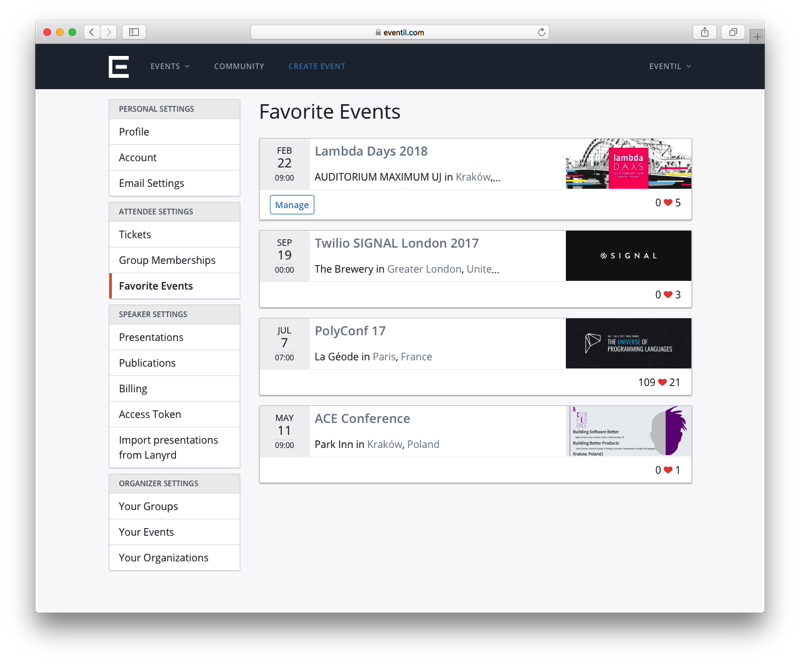 eventil.com
EVENTS
COMMUNITY
CREATE EVENT
EVENTIL
PERSONAL SETTINGS
Profile
Account
Email Settings
ATTENDEE SETTINGS
Tickets
Group Memberships
Favorite Events
SPEAKER SETTINGS
Presentations
Publications
Billing
Access Token
Import presentations
from Lanyrd
ORGANIZER SETTINGS
Your Groups
Your Events
Your Organizations
Favorite Events
FEB
22
09:00
Lambda Days 2018
AUDITORIUM MAXIMUM UJ in Kraków,...
lambda
DAYS
Manage
0 5
SEP
19
00:00
Twilio SIGNAL London 2017
The Brewery in Greater London, Unite...
SIGNAL
0 3
JUL
7
07:00
PolyConf 17
La Géode in Paris, France
THE UNIVERSE OF
PROGRAMMING LANGUAGES
109 21
MAY
11
09:00
ACE Conference
Park Inn in Kraków, Poland
ACE
Building Software Better
Building Better Products
Krakow, Poland
0 1